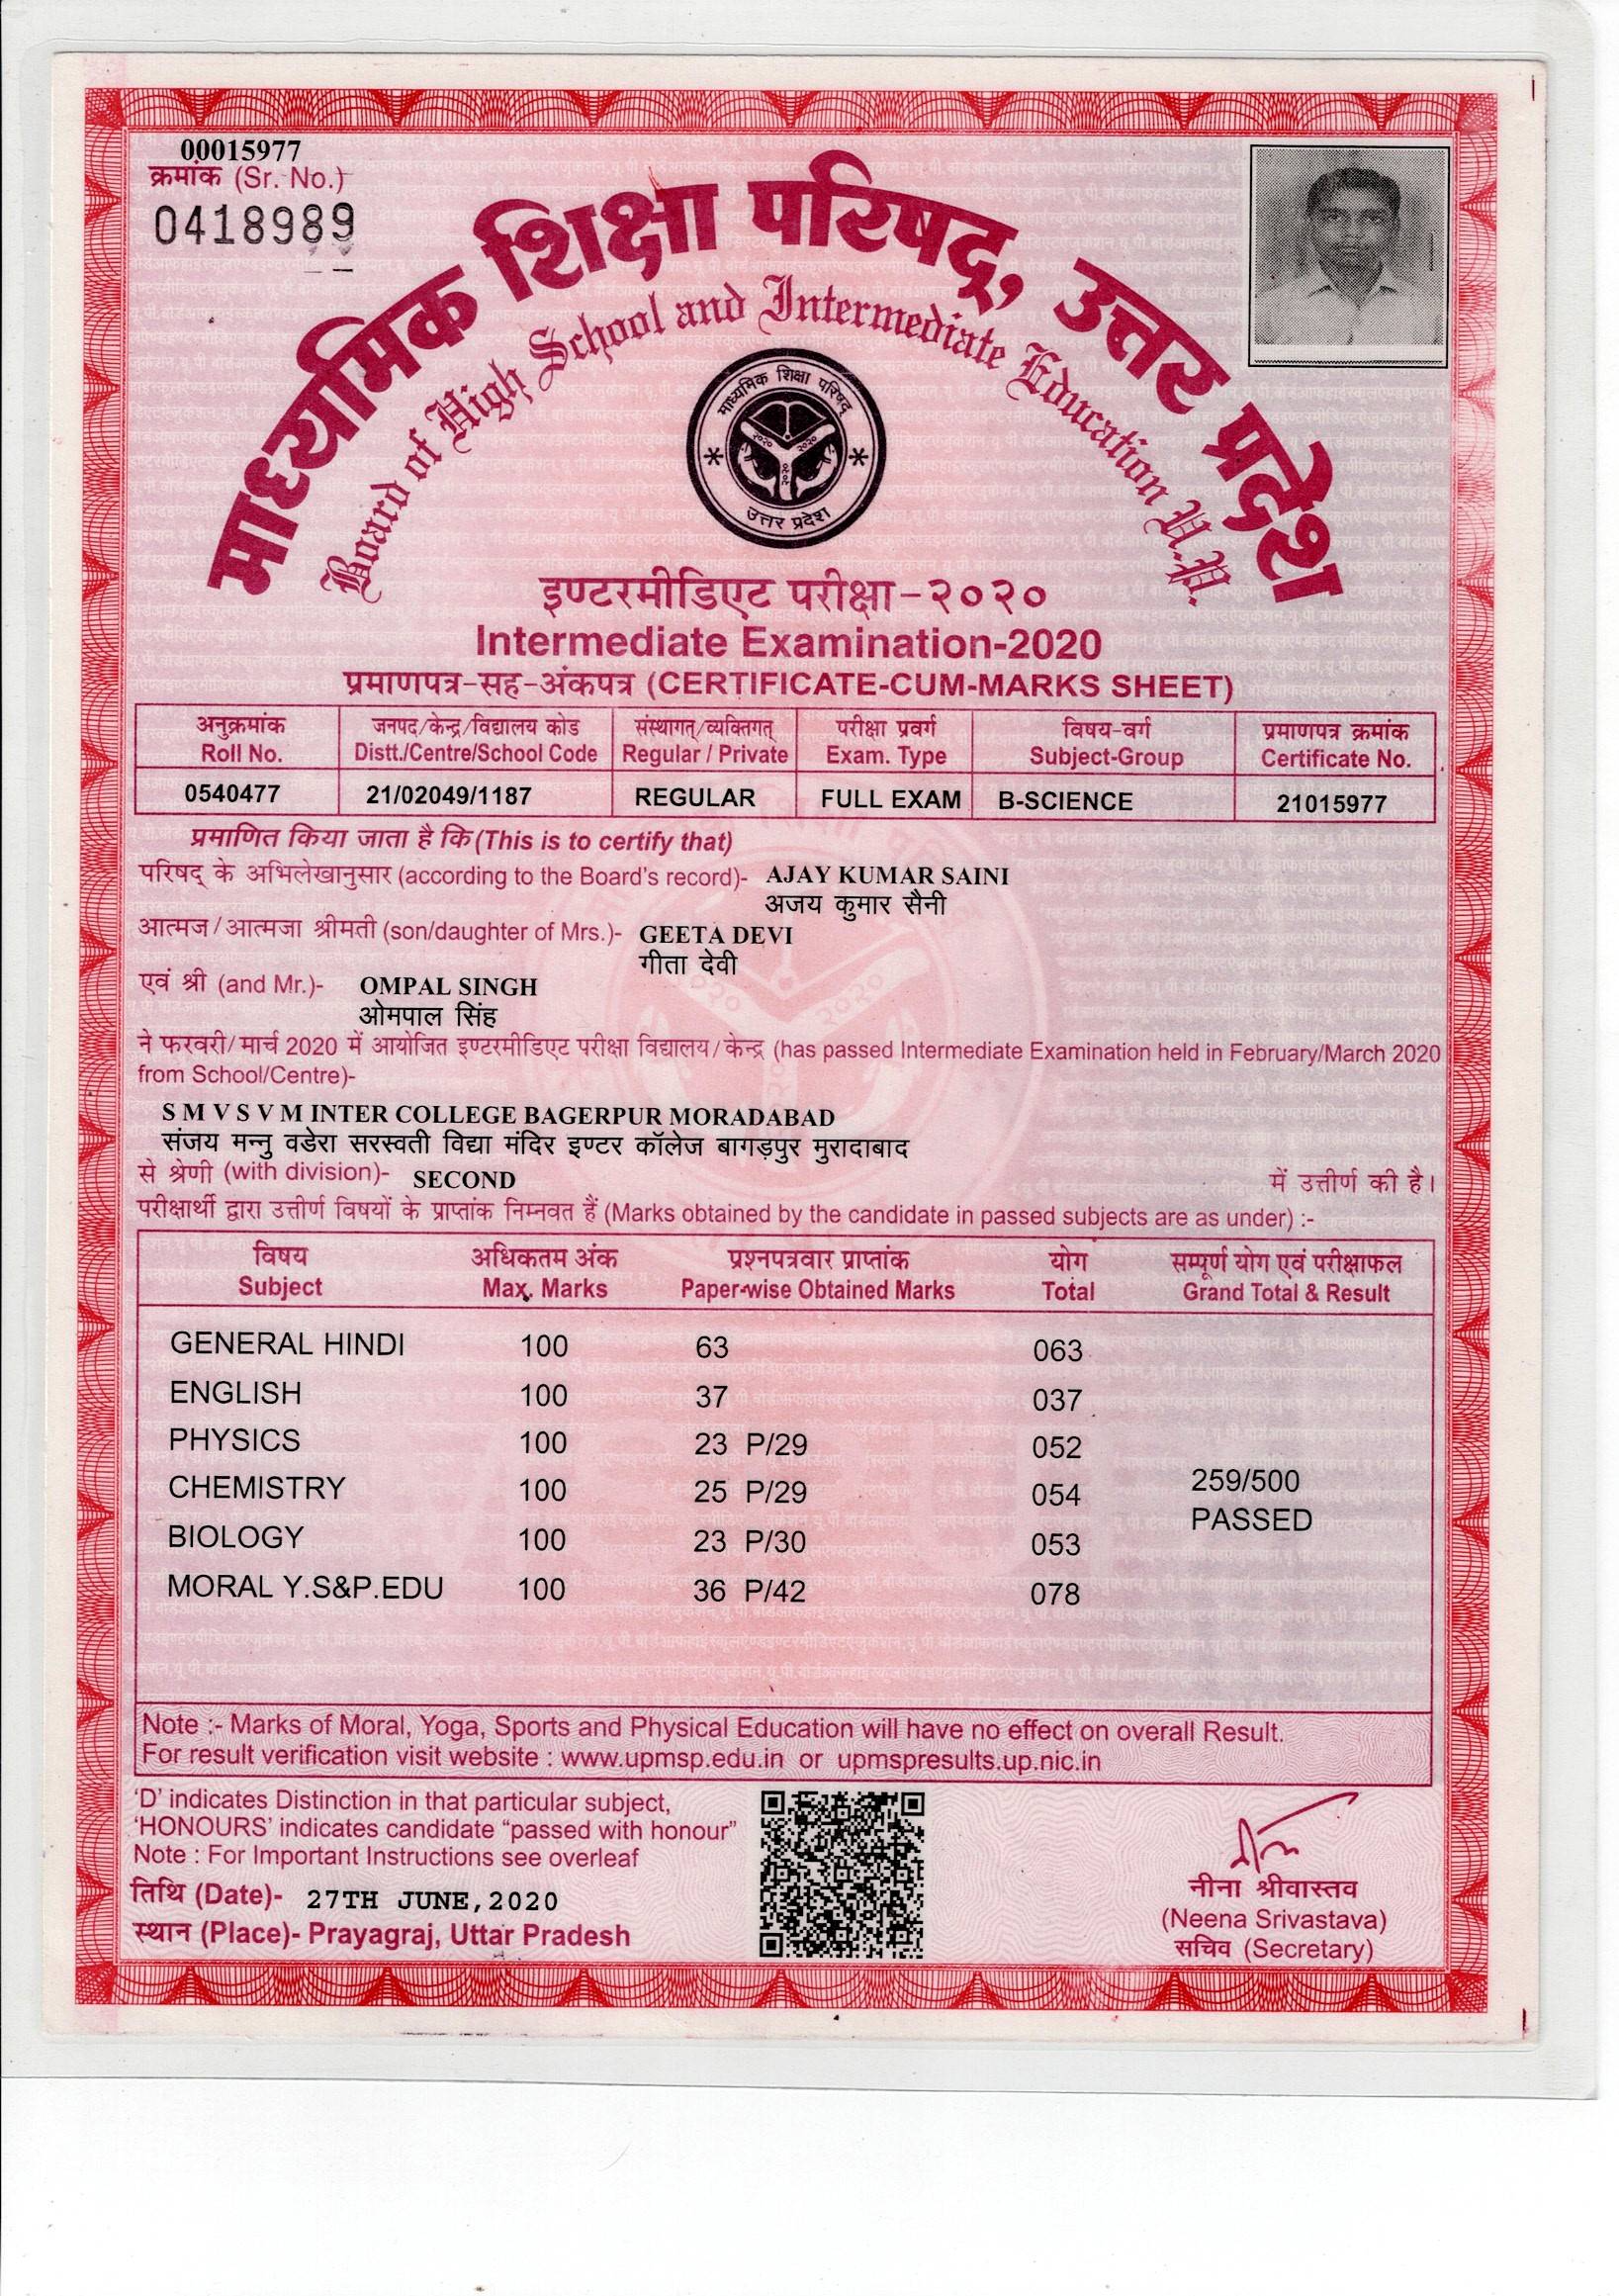 00015977
क्रमांक (Sr. No.)
0418989
माध्यमिक शिक्षा परिषद्, उत्तर प्रदेश
Board of High School and Intermediate Education U.P.
माध्यमिक शिक्षा परिषद्
२०२० २०२० २०२०
उत्तर प्रदेश
इण्टरमीडिएट परीक्षा-२०२०
Intermediate Examination-2020
प्रमाणपत्र-सह-अंकपत्र (CERTIFICATE-CUM-MARKS SHEET)
अनुक्रमांक जनपद/केन्द्र/विद्यालय कोड संस्थागत्/व्यक्तिगत् परीक्षा प्रवर्ग विषय-वर्ग प्रमाणपत्र क्रमांक
Roll No. Distt./Centre/School Code Regular / Private Exam. Type Subject-Group Certificate No.
0540477 21/02049/1187 REGULAR FULL EXAM B-SCIENCE 21015977
प्रमाणित किया जाता है कि (This is to certify that)
परिषद् के अभिलेखानुसार (according to the Board's record)- AJAY KUMAR SAINI
अजय कुमार सैनी
आत्मज/आत्मजा श्रीमती (son/daughter of Mrs.)- GEETA DEVI
गीता देवी
एवं श्री (and Mr.)- OMPAL SINGH
ओमपाल सिंह
ने फरवरी/मार्च 2020 में आयोजित इण्टरमीडिएट परीक्षा विद्यालय/केन्द्र (has passed Intermediate Examination held in February/March 2020
from School/Centre)-
S M V S V M INTER COLLEGE BAGERPUR MORADABAD
संजय मन्नु वडेरा सरस्वती विद्या मंदिर इण्टर कॉलेज बागड़पुर मुरादाबाद
से श्रेणी (with division)- SECOND में उत्तीर्ण की है।
परीक्षार्थी द्वारा उत्तीर्ण विषयों के प्राप्तांक निम्नवत हैं (Marks obtained by the candidate in passed subjects are as under) :-
विषय अधिकतम अंक प्रश्नपत्रवार प्राप्तांक योग सम्पूर्ण योग एवं परीक्षाफल
Subject Max. Marks Paper-wise Obtained Marks Total Grand Total & Result
GENERAL HINDI 100 63 063
ENGLISH 100 37 037
PHYSICS 100 23 P/29 052
CHEMISTRY 100 25 P/29 054 259/500
PASSED
BIOLOGY 100 23 P/30 053
MORAL Y.S&P.EDU 100 36 P/42 078
Note :- Marks of Moral, Yoga, Sports and Physical Education will have no effect on overall Result.
For result verification visit website : www.upmsp.edu.in or upmspresults.up.nic.in
'D' indicates Distinction in that particular subject,
'HONOURS' indicates candidate "passed with honour"
Note : For Important Instructions see overleaf
तिथि (Date)- 27TH JUNE,2020
स्थान (Place)- Prayagraj, Uttar Pradesh
नीना श्रीवास्तव
(Neena Srivastava)
सचिव (Secretary)